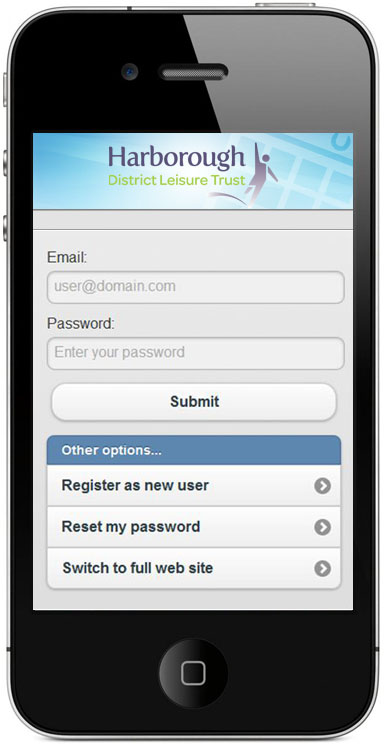 Harborough
District Leisure Trust
Email:
user@domain.com
Password:
Enter your password
Submit
Other options...
Register as new user
Reset my password
Switch to full web site